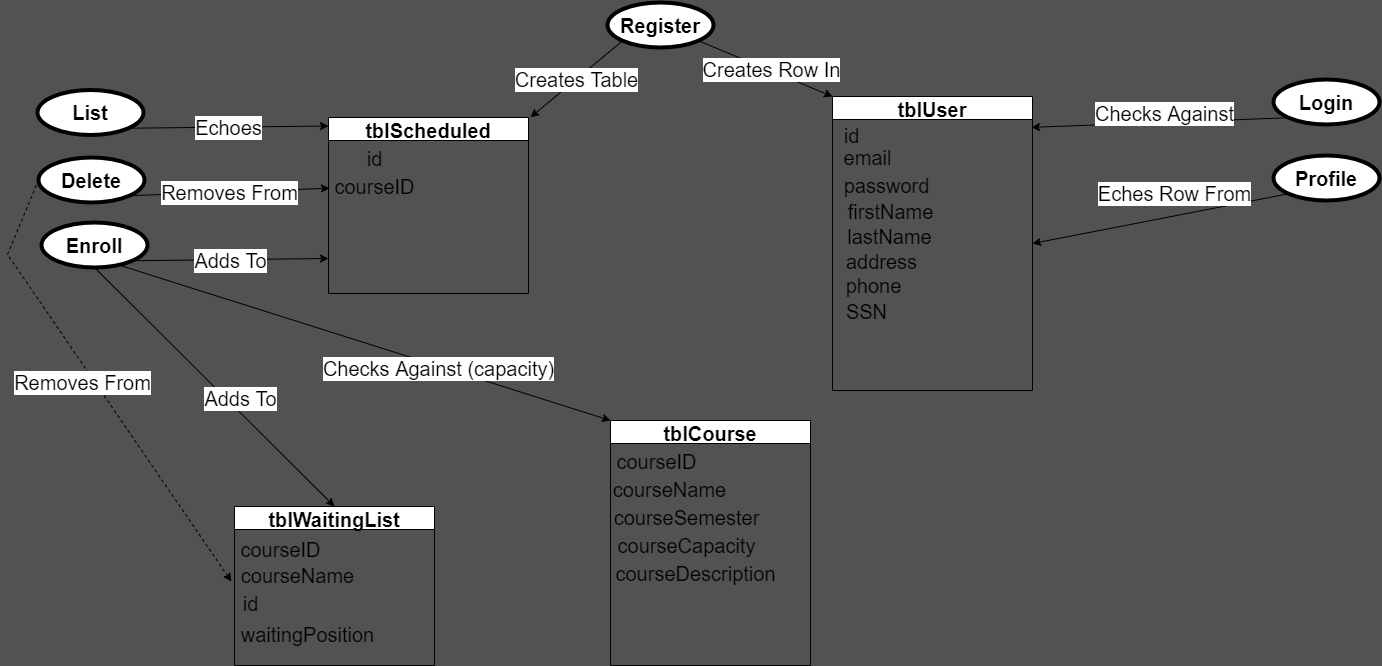 Register
Creates Table
Creates Row In
List
Echoes
Delete
Removes From
Enroll
Adds To
tblScheduled
id
courseID
tblUser
id
email
password
firstName
lastName
address
phone
SSN
Login
Checks Against
Profile
Eches Row From
Removes From
Adds To
Checks Against (capacity)
tblCourse
courseID
courseName
courseSemester
courseCapacity
courseDescription
tblWaitingList
courseID
courseName
id
waitingPosition